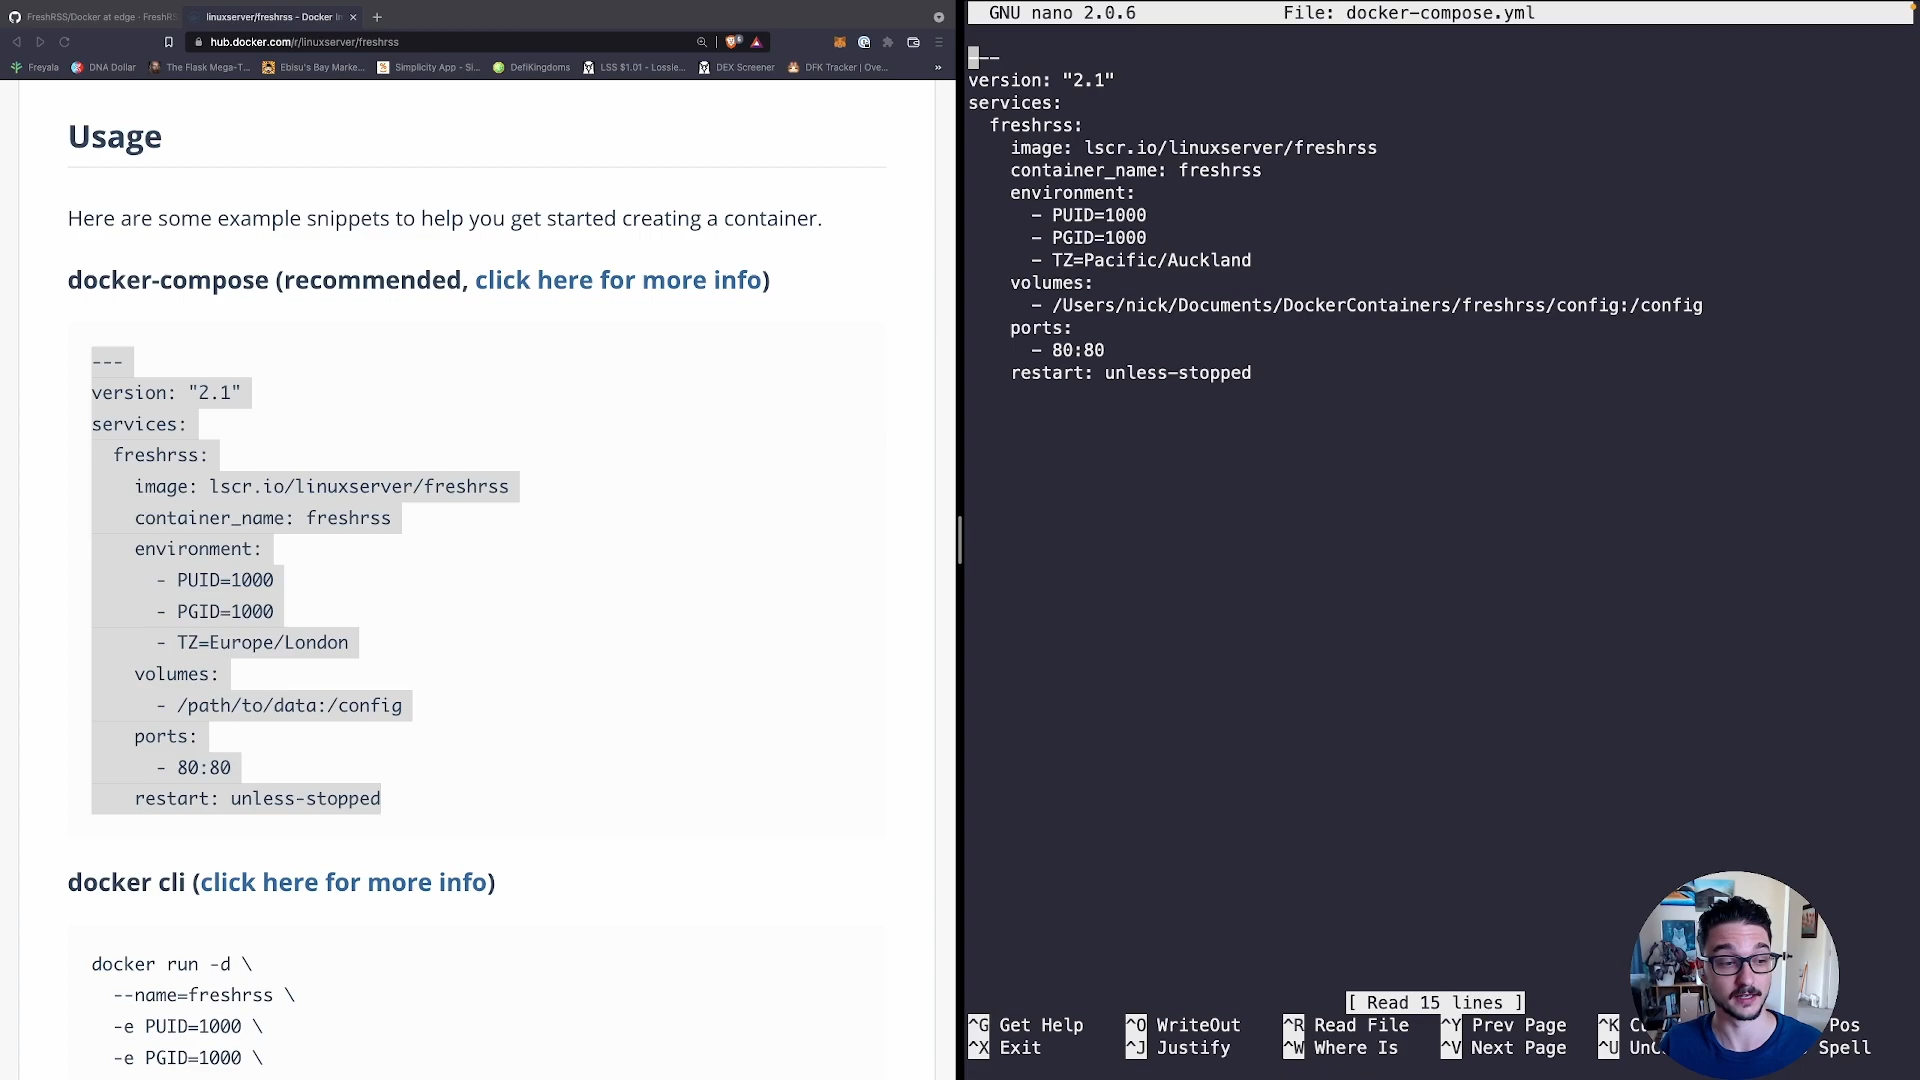 FreshRSS/Docker at edge · FreshRS
linuxserver/freshrss - Docker I
hub.docker.com/r/linuxserver/freshrss
Freyala
DNA Dollar
The Flask Mega-T...
Ebisu's Bay Marke...
Simplicity App - Si...
DefiKingdoms
LSS $1.01 - Lossle...
DEX Screener
DFK Tracker | Ove...
»
Usage
Here are some example snippets to help you get started creating a container.
docker-compose (recommended, click here for more info)
---
version: "2.1"
services:
  freshrss:
    image: lscr.io/linuxserver/freshrss
    container_name: freshrss
    environment:
      - PUID=1000
      - PGID=1000
      - TZ=Europe/London
    volumes:
      - /path/to/data:/config
    ports:
      - 80:80
    restart: unless-stopped
docker cli (click here for more info)
docker run -d \
  --name=freshrss \
  -e PUID=1000 \
  -e PGID=1000 \
GNU nano 2.0.6 File: docker-compose.yml
---
version: "2.1"
services:
  freshrss:
    image: lscr.io/linuxserver/freshrss
    container_name: freshrss
    environment:
      - PUID=1000
      - PGID=1000
      - TZ=Pacific/Auckland
    volumes:
      - /Users/nick/Documents/DockerContainers/freshrss/config:/config
    ports:
      - 80:80
    restart: unless-stopped
[ Read 15 lines ]
^G Get Help ^O WriteOut ^R Read File ^Y Prev Page ^K Pos
^X Exit ^J Justify ^W Where Is ^V Next Page ^U Spell